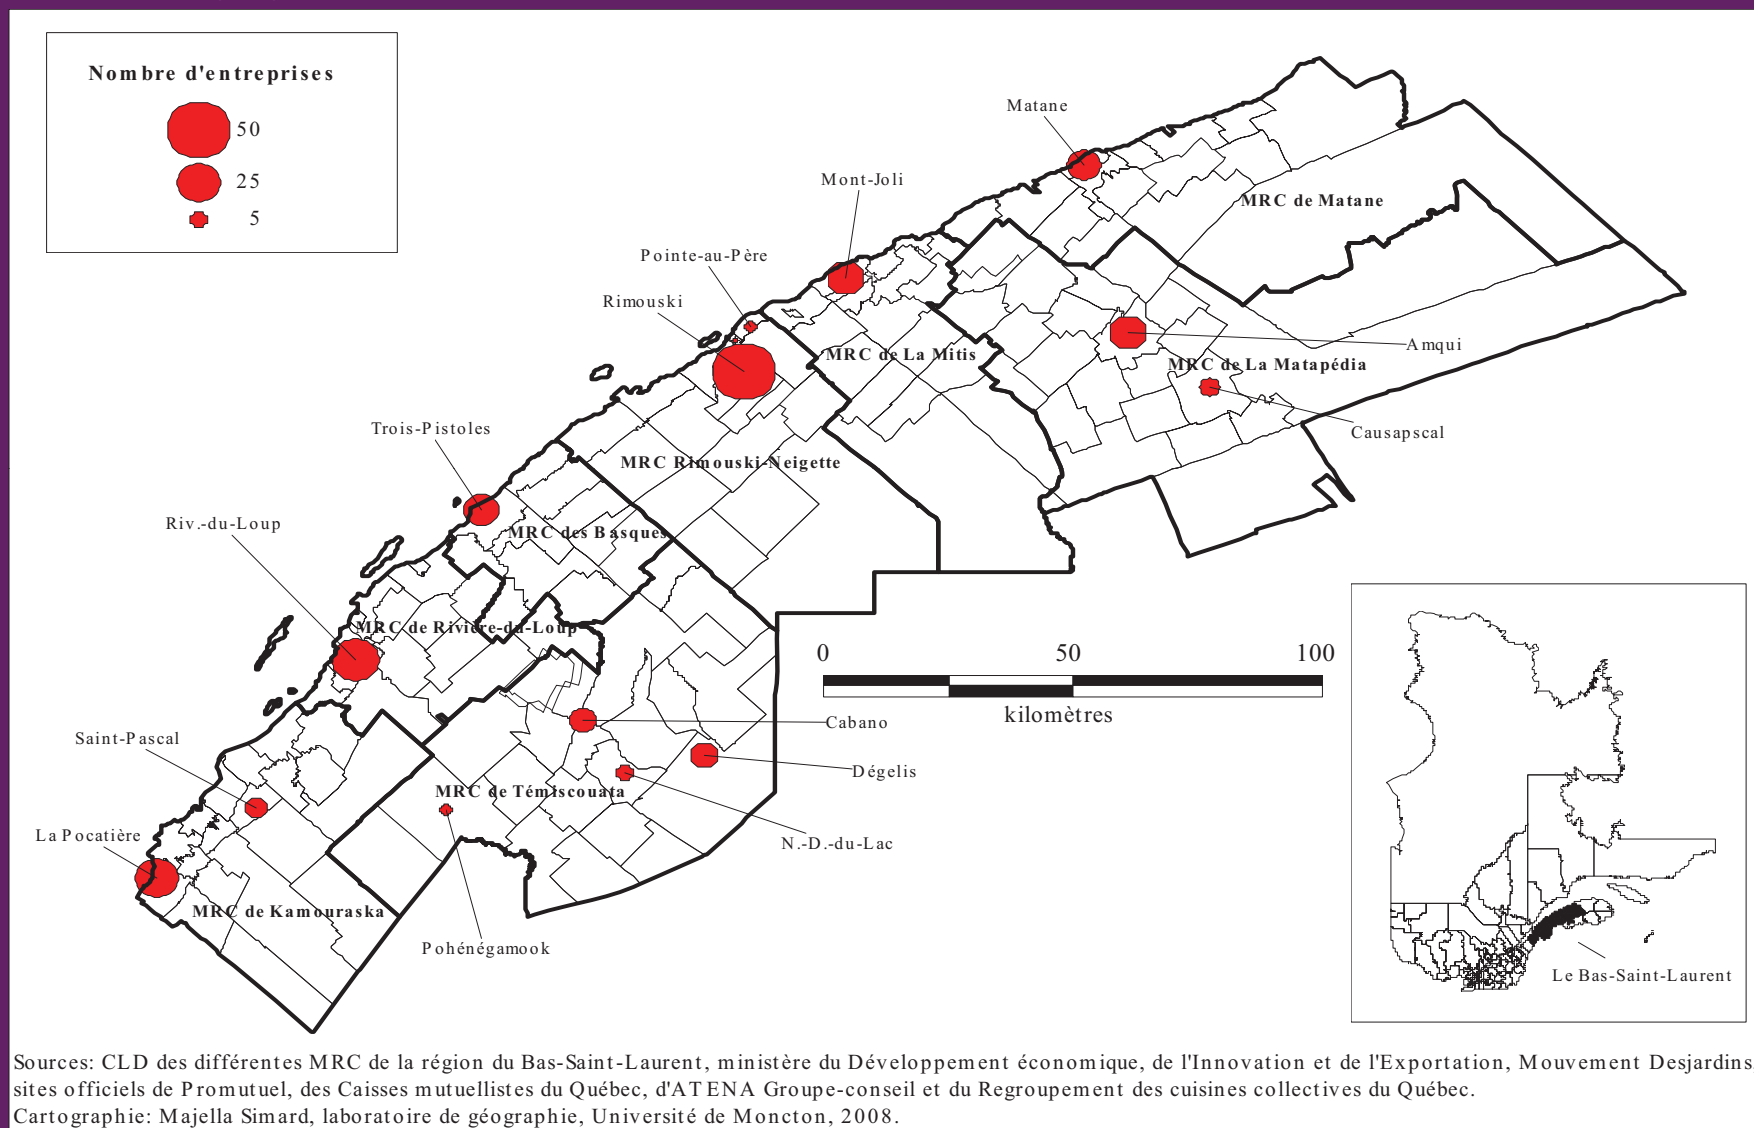 Nombre d'entreprises
50
25
5
Matane
Mont-Joli
MRC de Matane
Pointe-au-Père
Rimouski
Amqui
MRC de La Mitis
MRC de La Matapédia
Causapscal
Trois-Pistoles
MRC Rimouski-Neigette
Riv.-du-Loup
MRC des Basques
MRC de Rivière-du-Loup
0 50 100
kilomètres
Cabano
Saint-Pascal
Dégelis
MRC de Témiscouata
La Pocatière
N.-D.-du-Lac
MRC de Kamouraska
Pohénégamook
Le Bas-Saint-Laurent
Sources: CLD des différentes MRC de la région du Bas-Saint-Laurent, ministère du Développement économique, de l'Innovation et de l'Exportation, Mouvement Desjardins,
sites officiels de Promutuel, des Caisses mutuellistes du Québec, d'ATENA Groupe-conseil et du Regroupement des cuisines collectives du Québec.
Cartographie: Majella Simard, laboratoire de géographie, Université de Moncton, 2008.